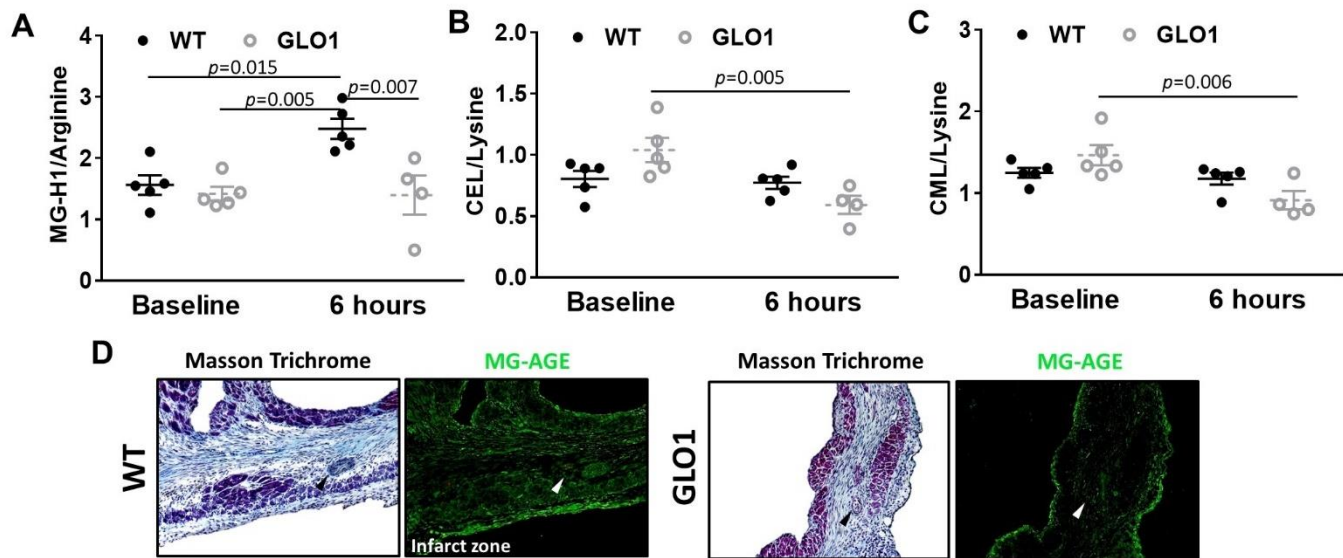 A
WT GLO1
MG-H1/Arginine
4
3
2
1
0
p=0.015
p=0.007
p=0.005
Baseline 6 hours
B
WT GLO1
CEL/Lysine
2.0
1.5
1.0
0.5
0.0
p=0.005
Baseline 6 hours
C
WT GLO1
CML/Lysine
3
2
1
0
p=0.006
Baseline 6 hours
D
Masson Trichrome MG-AGE
WT
Infarct zone
Masson Trichrome MG-AGE
GLO1